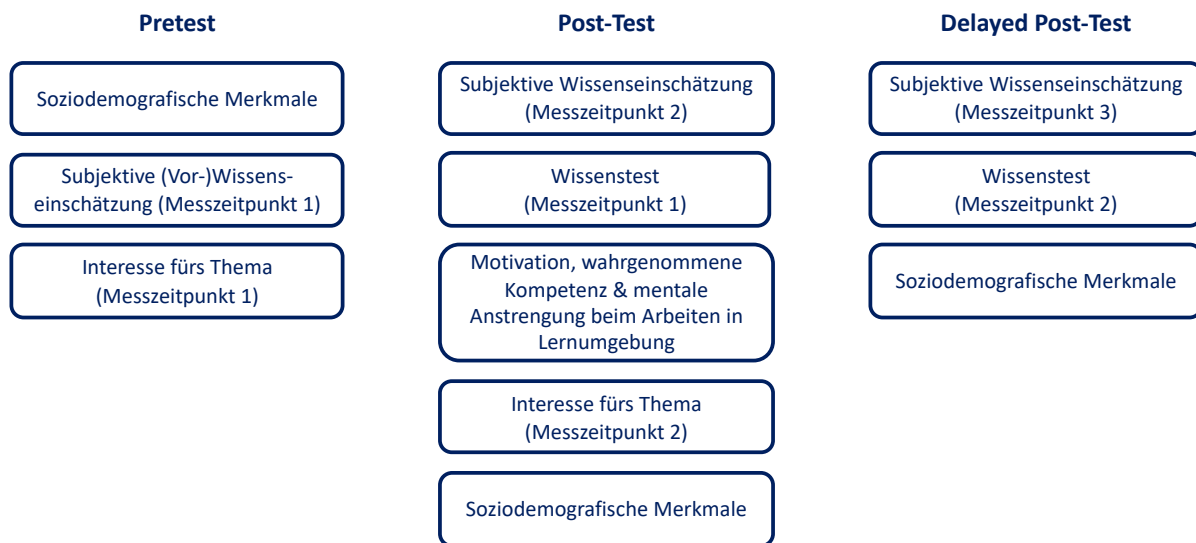 Pretest
Soziodemografische Merkmale
Subjektive (Vor-)Wissens-
einschätzung (Messzeitpunkt 1)
Interesse fürs Thema
(Messzeitpunkt 1)
Post-Test
Subjektive Wissenseinschätzung
(Messzeitpunkt 2)
Wissenstest
(Messzeitpunkt 1)
Motivation, wahrgenommene
Kompetenz & mentale
Anstrengung beim Arbeiten in
Lernumgebung
Interesse fürs Thema
(Messzeitpunkt 2)
Soziodemografische Merkmale
Delayed Post-Test
Subjektive Wissenseinschätzung
(Messzeitpunkt 3)
Wissenstest
(Messzeitpunkt 2)
Soziodemografische Merkmale